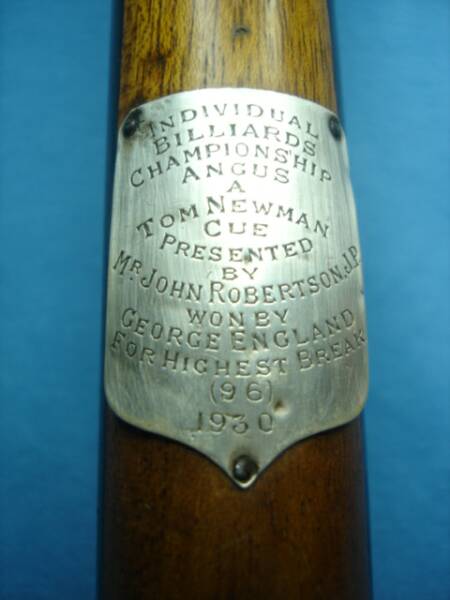 INDIVIDUAL
BILLIARDS
CHAMPIONSHIP
ANGUS
A
TOM NEWMAN
CUE
PRESENTED
BY
MR JOHN ROBERTSON, J.P.
WON BY
GEORGE ENGLAND
FOR HIGHEST BREAK
(96)
1930